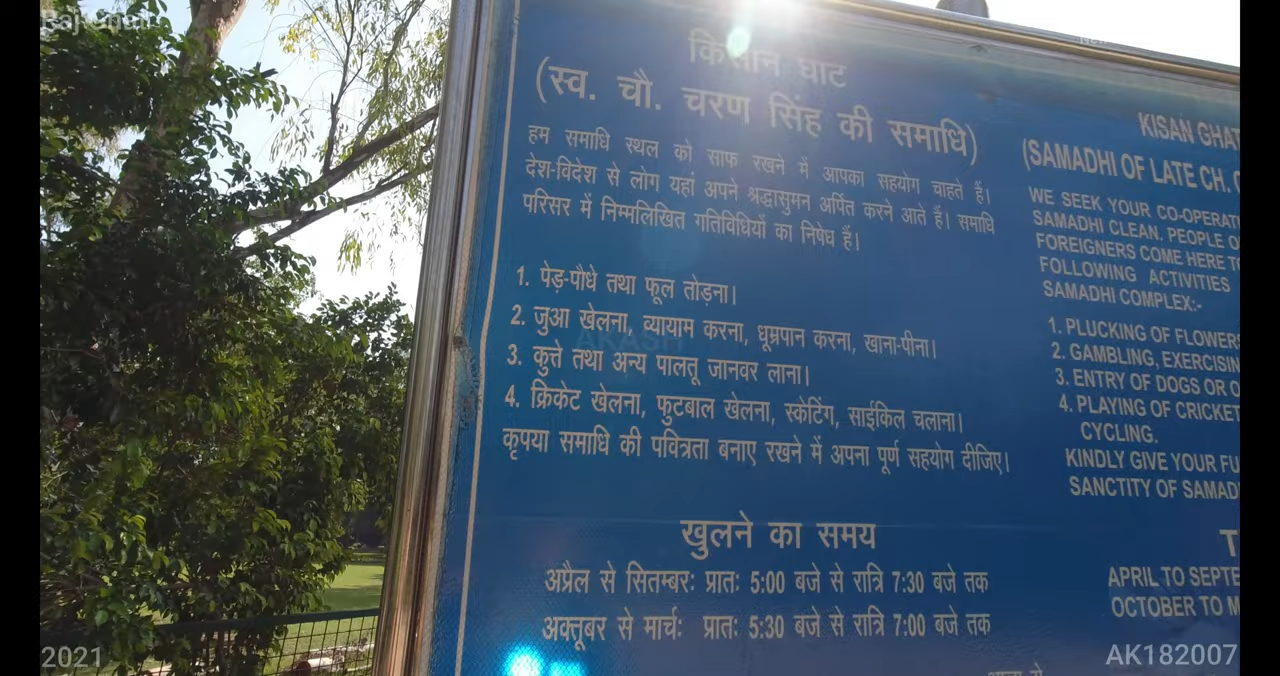 किसान घाट
(स्व. चौ. चरण सिंह की समाधि)
हम समाधि स्थल को साफ रखने में आपका सहयोग चाहते हैं।
देश-विदेश से लोग यहां अपने श्रद्धासुमन अर्पित करने आते हैं। समाधि
परिसर में निम्मलिखित गतिविधियों का निषेध हैं।
1. पेड़-पौधे तथा फूल तोड़ना।
2. जुआ खेलना, व्यायाम करना, धूम्रपान करना, खाना-पीना।
3. कुत्ते तथा अन्य पालतू जानवर लाना।
4. क्रिकेट खेलना, फुटबाल खेलना, स्केटिंग, साईकिल चलाना।
कृपया समाधि की पवित्रता बनाए रखने में अपना पूर्ण सहयोग दीजिए।
खुलने का समय
अप्रैल से सितम्बरः प्रातः 5:00 बजे से रात्रि 7:30 बजे तक
अक्तूबर से मार्चः प्रातः 5:30 बजे से रात्रि 7:00 बजे तक
KISAN GHAT
(SAMADHI OF LATE CH.
WE SEEK YOUR CO-OPERAT
SAMADHI CLEAN. PEOPLE
FOREIGNERS COME HERE
FOLLOWING ACTIVITIES
SAMADHI COMPLEX:-
1. PLUCKING OF FLOWERS
2. GAMBLING, EXERCISIN
3. ENTRY OF DOGS OR
4. PLAYING OF CRICKET
CYCLING.
KINDLY GIVE YOUR FU
SANCTITY OF SAMAD
APRIL TO SEPTE
OCTOBER TO M
AKASH
2021
AK182007